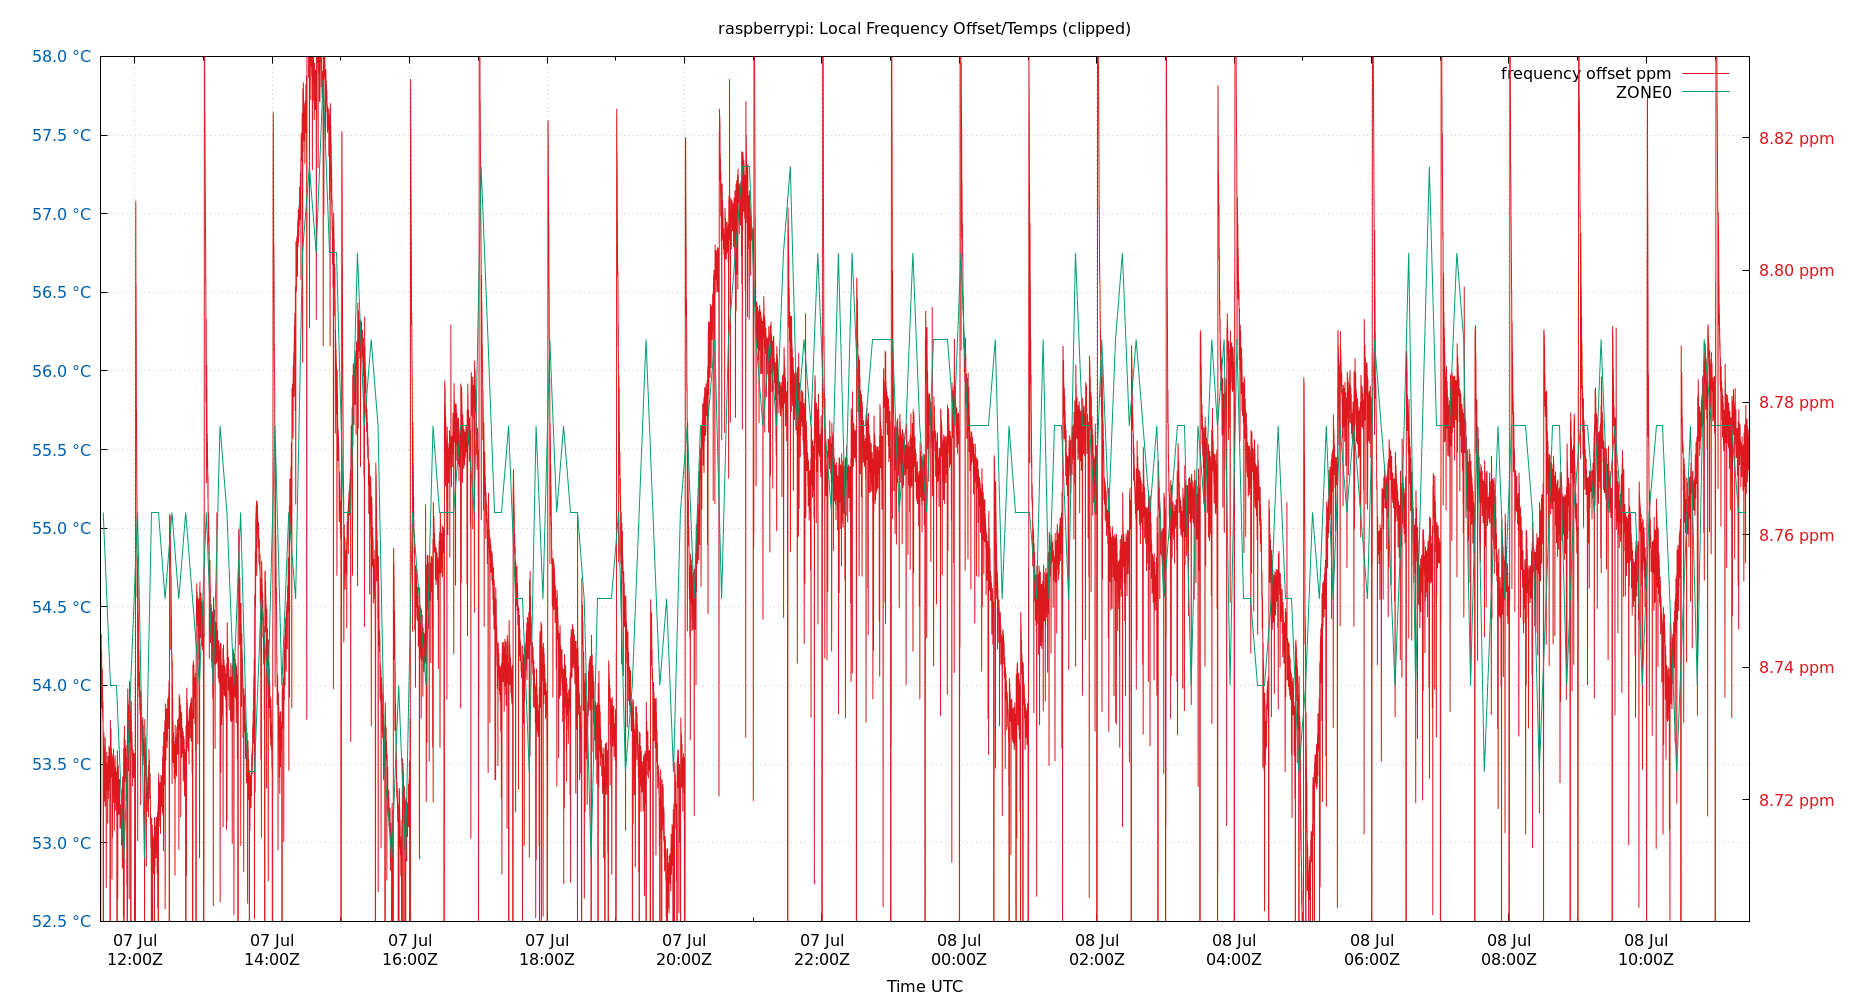 raspberrypi: Local Frequency Offset/Temps (clipped)
58.0 °C
57.5 °C
57.0 °C
56.5 °C
56.0 °C
55.5 °C
55.0 °C
54.5 °C
54.0 °C
53.5 °C
53.0 °C
52.5 °C
frequency offset ppm
ZONE0
8.82 ppm
8.80 ppm
8.78 ppm
8.76 ppm
8.74 ppm
8.72 ppm
07 Jul 07 Jul 07 Jul 07 Jul 07 Jul 07 Jul 08 Jul 08 Jul 08 Jul 08 Jul 08 Jul 08 Jul
12:00Z 14:00Z 16:00Z 18:00Z 20:00Z 22:00Z 00:00Z 02:00Z 04:00Z 06:00Z 08:00Z 10:00Z
Time UTC